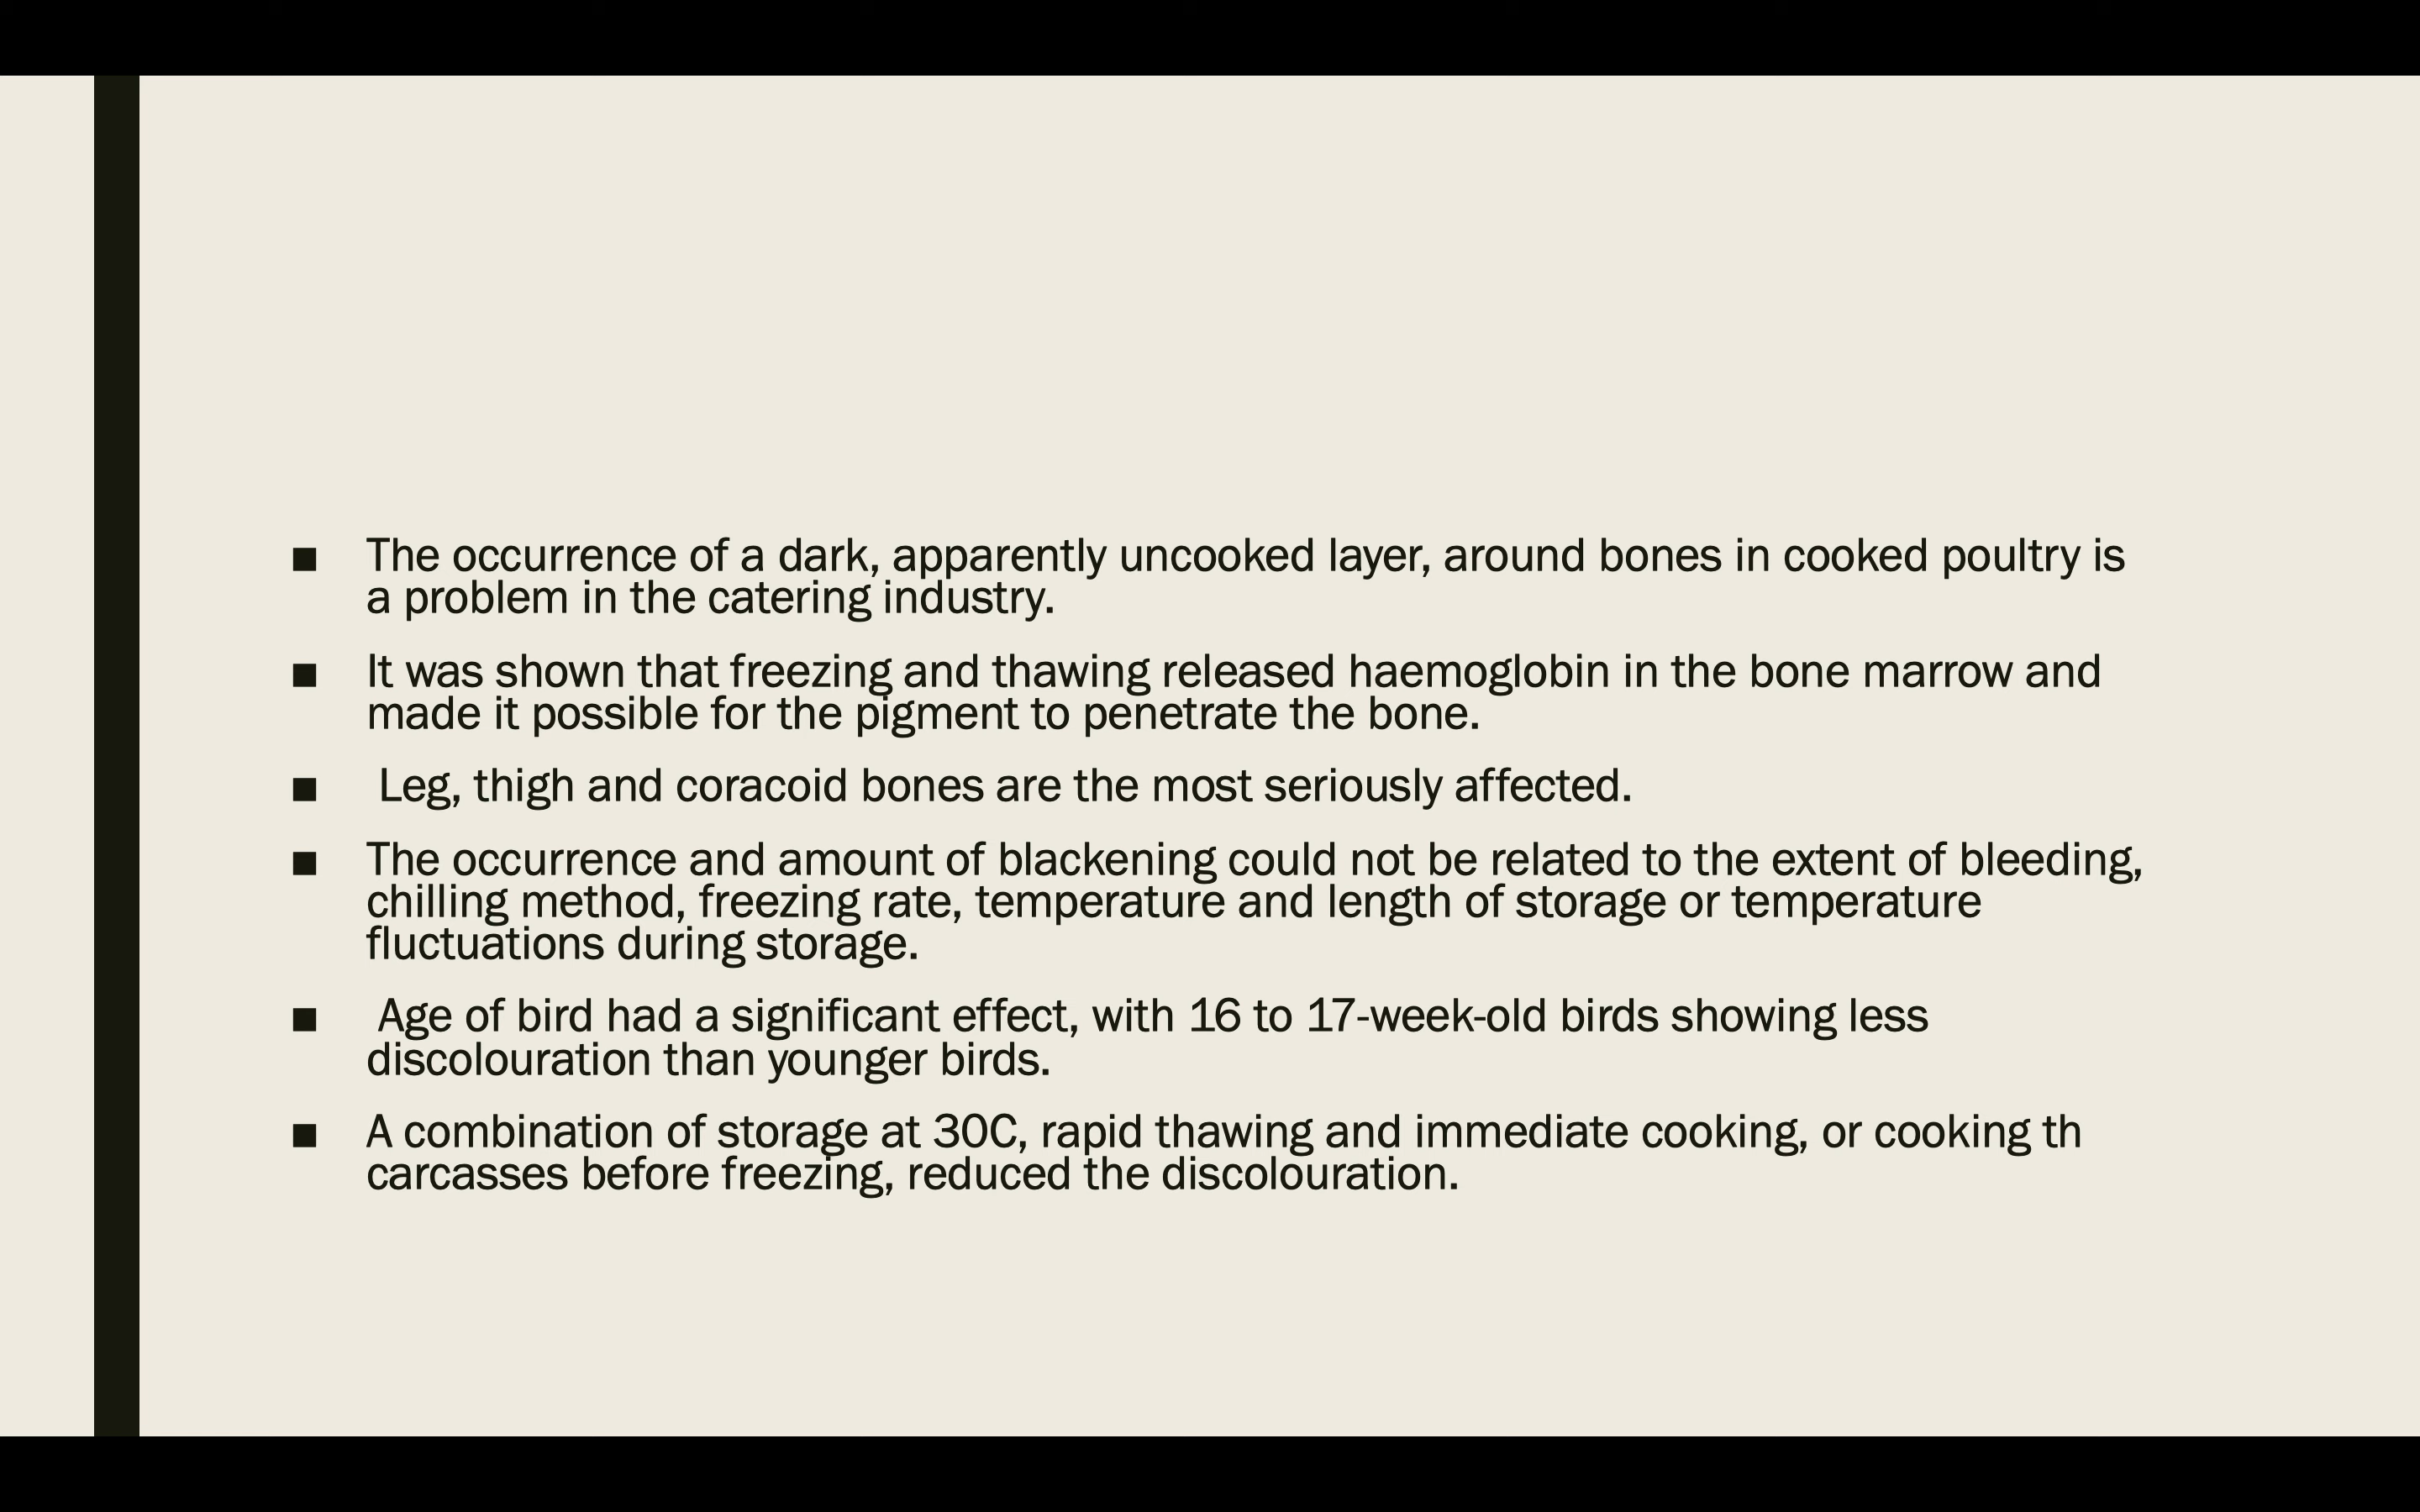 ■ The occurrence of a dark, apparently uncooked layer, around bones in cooked poultry is
a problem in the catering industry.
■ It was shown that freezing and thawing released haemoglobin in the bone marrow and
made it possible for the pigment to penetrate the bone.
■ Leg, thigh and coracoid bones are the most seriously affected.
■ The occurrence and amount of blackening could not be related to the extent of bleeding,
chilling method, freezing rate, temperature and length of storage or temperature
fluctuations during storage.
■ Age of bird had a significant effect, with 16 to 17-week-old birds showing less
discolouration than younger birds.
■ A combination of storage at 30C, rapid thawing and immediate cooking, or cooking th
carcasses before freezing, reduced the discolouration.